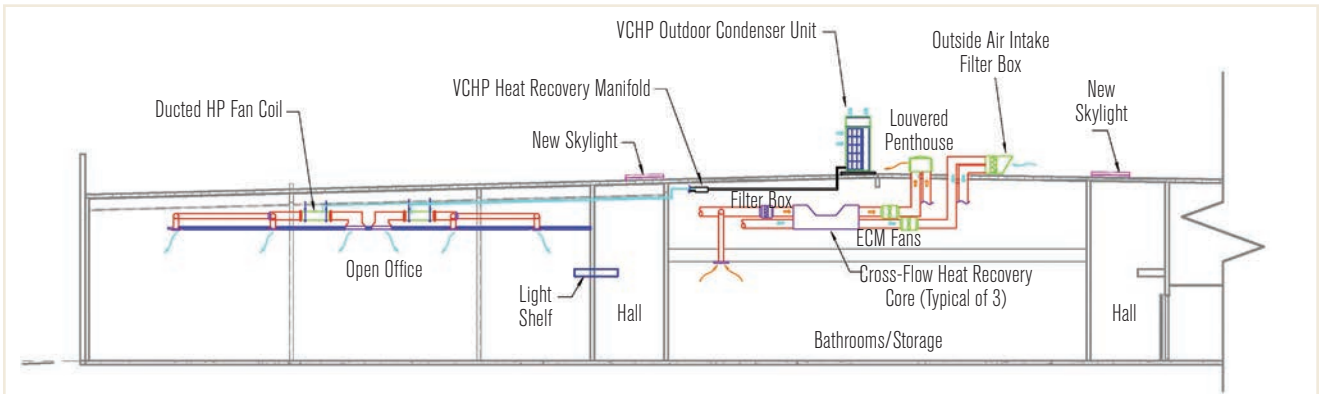 VCHP Outdoor Condenser Unit
Outside Air Intake
Filter Box
VCHP Heat Recovery Manifold
Ducted HP Fan Coil
New Skylight
Louvered
Penthouse
New
Skylight
Filter Box
ECM Fans
Open Office
Cross-Flow Heat Recovery
Core (Typical of 3)
Light
Shelf
Hall
Hall
Bathrooms/Storage